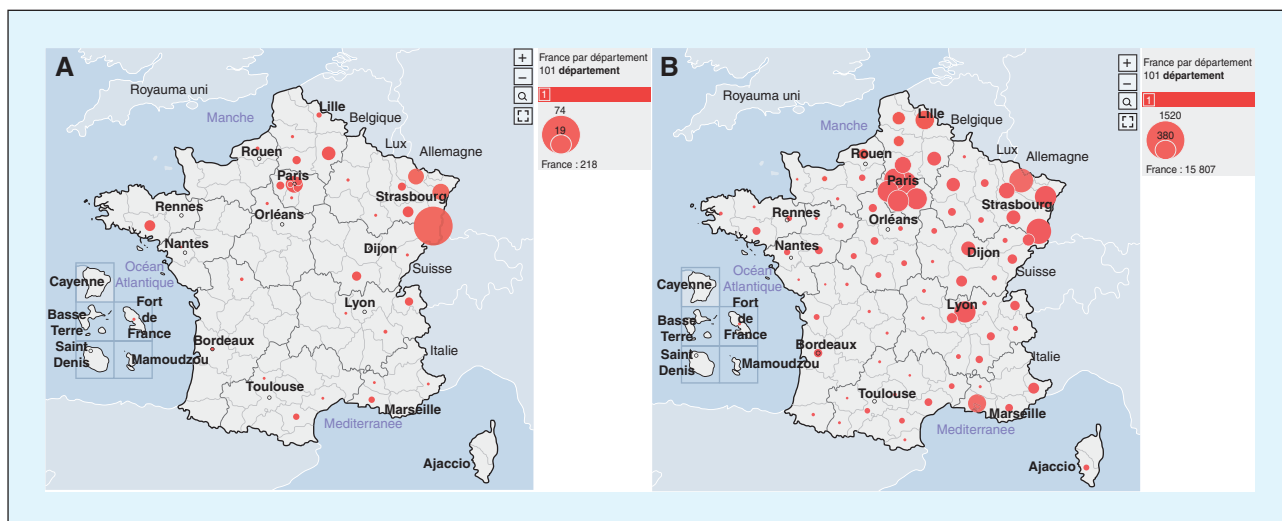 A
Royauma uni
Manche
Lille
Belgique
Rouen
Lux
Allemagne
Paris
Strasbourg
Rennes
Orléans
Nantes
Dijon
Océan
Atlantique
Suisse
Cayenne
Fort
de
France
Lyon
Basse
Terre
Saint
Denis
Bordeaux
Mamoudzou
Italie
Toulouse
Marseille
Mediterranée
Ajaccio
+
−
France par département
101 département
1
74
19
France : 218
B
Royauma uni
Manche
Lille
Belgique
Rouen
Lux
Allemagne
Paris
Strasbourg
Rennes
Orléans
Nantes
Dijon
Océan
Atlantique
Suisse
Cayenne
Fort
de
France
Lyon
Basse
Terre
Saint
Denis
Bordeaux
Mamoudzou
Italie
Toulouse
Marseille
Mediterranée
Ajaccio
+
−
France par département
101 département
1
1520
380
France : 15 807